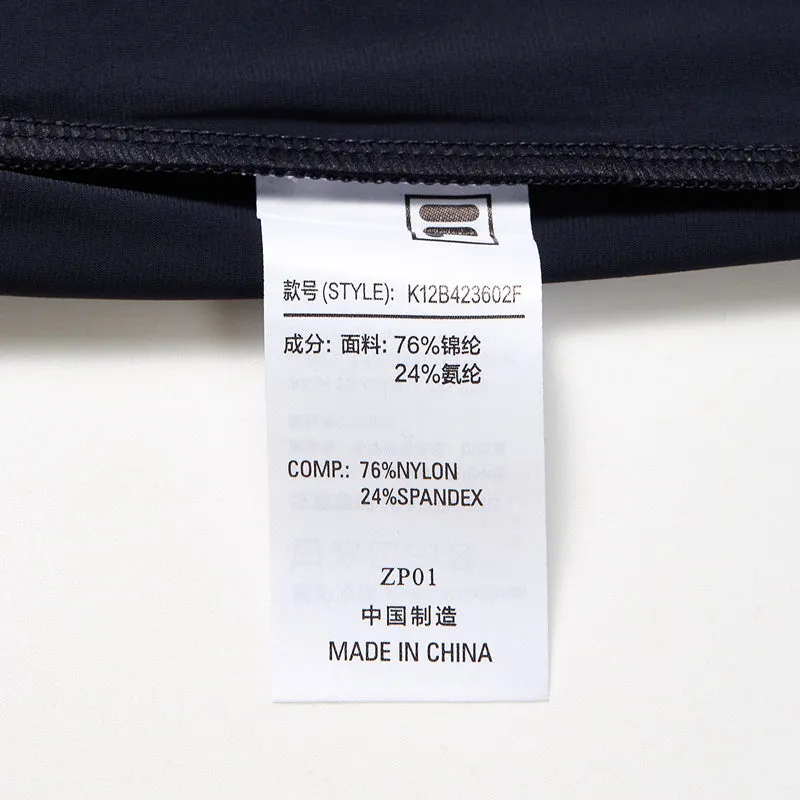 款号(STYLE): K12B423602F
成分: 面料: 76%锦纶
24%氨纶
COMP.: 76%NYLON
24%SPANDEX
ZP01
中国制造
MADE IN CHINA